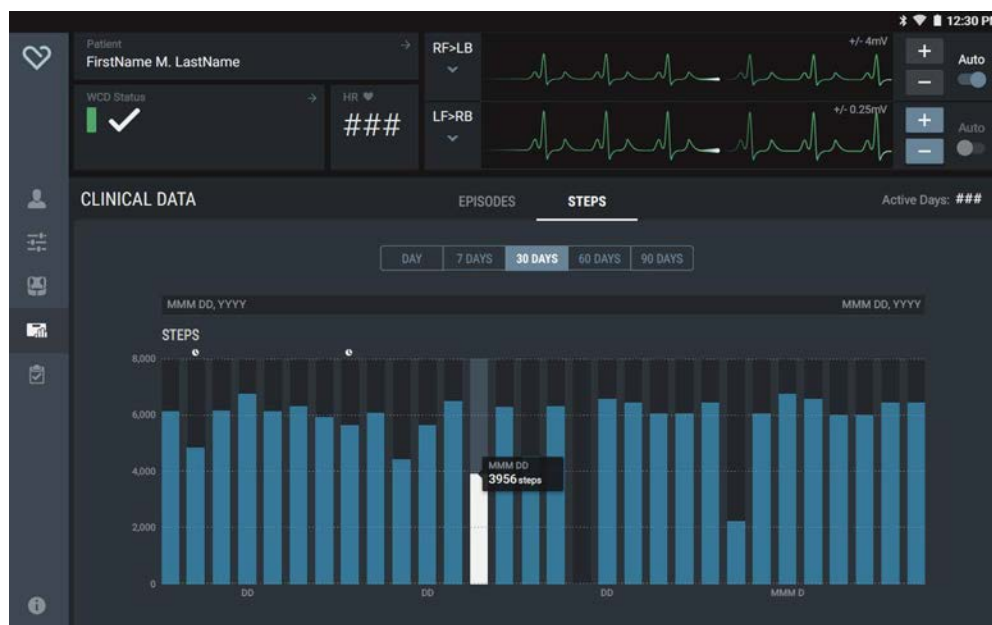 12:30 PM
Patient
FirstName M. LastName
WCD Status
HR
###
RF>LB
+/- 4mV
+
−
Auto
LF>RB
+/- 0.25mV
+
−
Auto
CLINICAL DATA
EPISODES
STEPS
Active Days: ###
DAY
7 DAYS
30 DAYS
60 DAYS
90 DAYS
MMM DD, YYYY
MMM DD, YYYY
STEPS
8,000
6,000
4,000
2,000
0
MMM DD
3956 steps
DD
DD
DD
MMM D